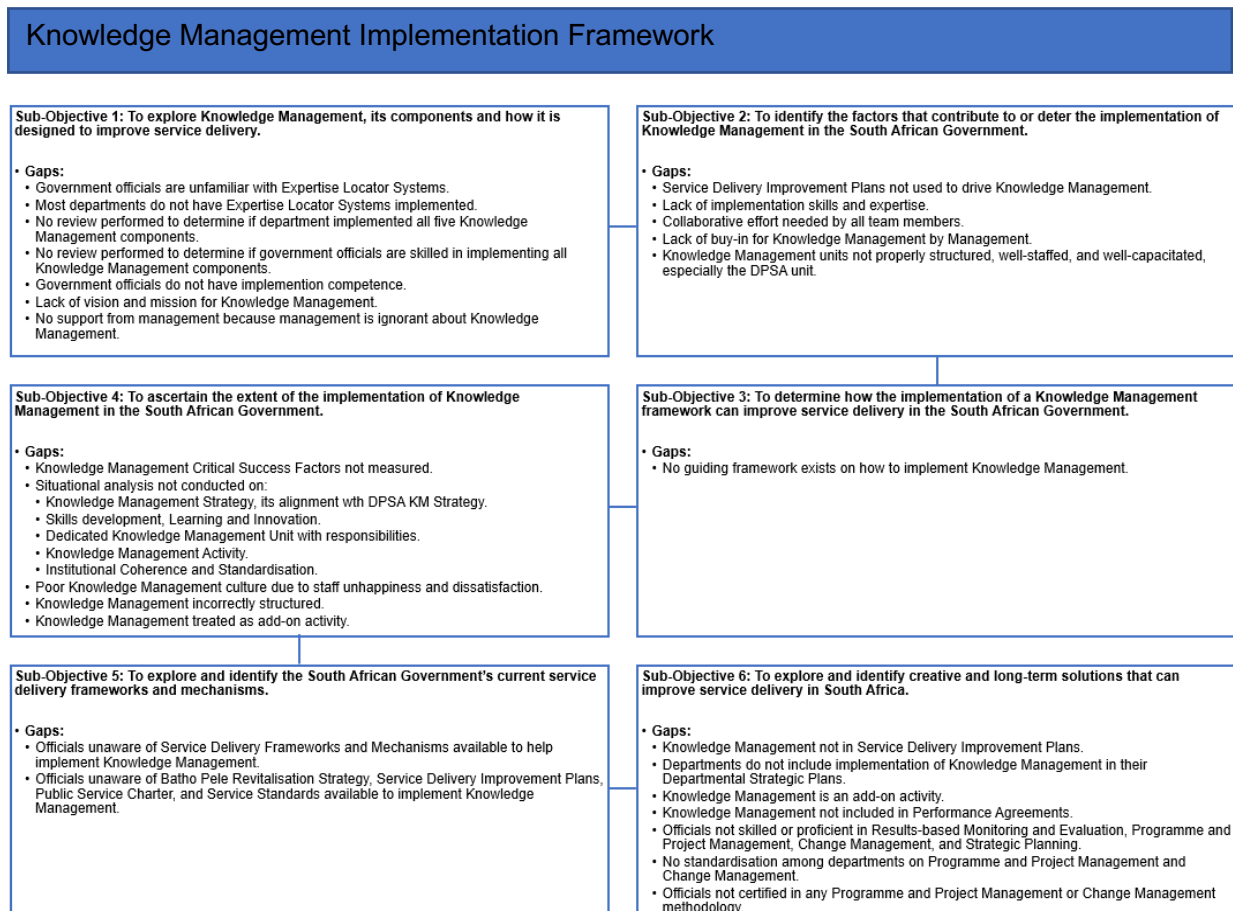 Knowledge Management Implementation Framework
Sub-Objective 1: To explore Knowledge Management, its components and how it is
designed to improve service delivery.
• Gaps:
• Government officials are unfamiliar with Expertise Locator Systems.
• Most departments do not have Expertise Locator Systems implemented.
• No review performed to determine if department implemented all five Knowledge
Management components.
• No review performed to determine if government officials are skilled in implementing all
Knowledge Management components.
• Government officials do not have implemention competence.
• Lack of vision and mission for Knowledge Management.
• No support from management because management is ignorant about Knowledge
Management.
Sub-Objective 2: To identify the factors that contribute to or deter the implementation of
Knowledge Management in the South African Government.
• Gaps:
• Service Delivery Improvement Plans not used to drive Knowledge Management.
• Lack of implementation skills and expertise.
• Collaborative effort needed by all team members.
• Lack of buy-in for Knowledge Management by Management.
• Knowledge Management units not properly structured, well-staffed, and well-capacitated,
especially the DPSA unit.
Sub-Objective 4: To ascertain the extent of the implementation of Knowledge
Management in the South African Government.
• Gaps:
• Knowledge Management Critical Success Factors not measured.
• Situational analysis not conducted on:
• Knowledge Management Strategy, its alignment wth DPSA KM Strategy.
• Skills development, Learning and Innovation.
• Dedicated Knowledge Management Unit with responsibilities.
• Knowledge Management Activity.
• Institutional Coherence and Standardisation.
• Poor Knowledge Management culture due to staff unhappiness and dissatisfaction.
• Knowledge Management incorrectly structured.
• Knowledge Management treated as add-on activity.
Sub-Objective 3: To determine how the implementation of a Knowledge Management
framework can improve service delivery in the South African Government.
• Gaps:
• No guiding framework exists on how to implement Knowledge Management.
Sub-Objective 5: To explore and identify the South African Government's current service
delivery frameworks and mechanisms.
• Gaps:
• Officials unaware of Service Delivery Frameworks and Mechanisms available to help
implement Knowledge Management.
• Officials unaware of Batho Pele Revitalisation Strategy, Service Delivery Improvement Plans,
Public Service Charter, and Service Standards available to implement Knowledge
Management.
Sub-Objective 6: To explore and identify creative and long-term solutions that can
improve service delivery in South Africa.
• Gaps:
• Knowledge Management not in Service Delivery Improvement Plans.
• Departments do not include implementation of Knowledge Management in their
Departmental Strategic Plans.
• Knowledge Management is an add-on activity.
• Knowledge Management not included in Performance Agreements.
• Officials not skilled or proficient in Results-based Monitoring and Evaluation, Programme and
Project Management, Change Management, and Strategic Planning.
• No standardisation among departments on Programme and Project Management and
Change Management.
• Officials not certified in any Programme and Project Management or Change Management
methodology